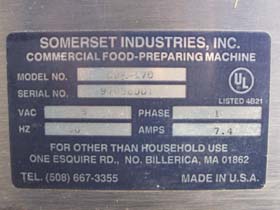 SOMERSET INDUSTRIES, INC.
COMMERCIAL FOOD-PREPARING MACHINE
MODEL NO.
SERIAL NO.
UL
LISTED 4B21
VAC PHASE 1
HZ AMPS 7.4
FOR OTHER THAN HOUSEHOLD USE
ONE ESQUIRE RD., NO. BILLERICA, MA 01862
TEL. (508) 667-3355 MADE IN U.S.A.